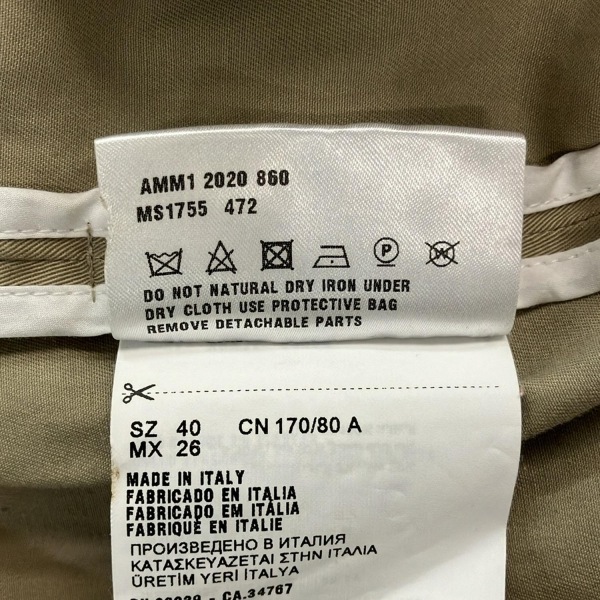 AMM1 2020 860
MS1755 472
P W
DO NOT NATURAL DRY IRON UNDER
DRY CLOTH USE PROTECTIVE BAG
REMOVE DETACHABLE PARTS
SZ 40 CN 170/80 A
MX 26
MADE IN ITALY
FABRICADO EN ITALIA
FABRICADO EM ITÁLIA
FABRIQUÉ EN ITALIE
ПРОИЗВЕДЕНО В ИТАЛИЯ
ΚΑΤΑΣΚΕΥΑΖΕΤΑΙ ΣΤΗΝ ΙΤΑΛΙΑ
ÜRETİM YERİ İTALYA
CA.34767